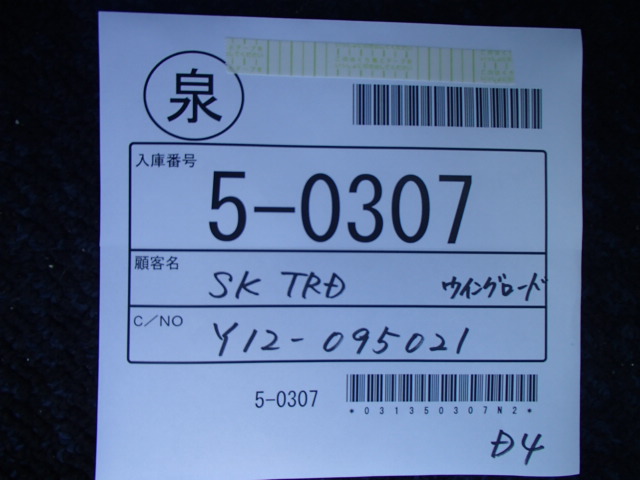 泉
入庫番号
5-0307
顧客名
SK TRD ウイングロード
C／NO
Y12-095021
5-0307
*031350307N2*
D4